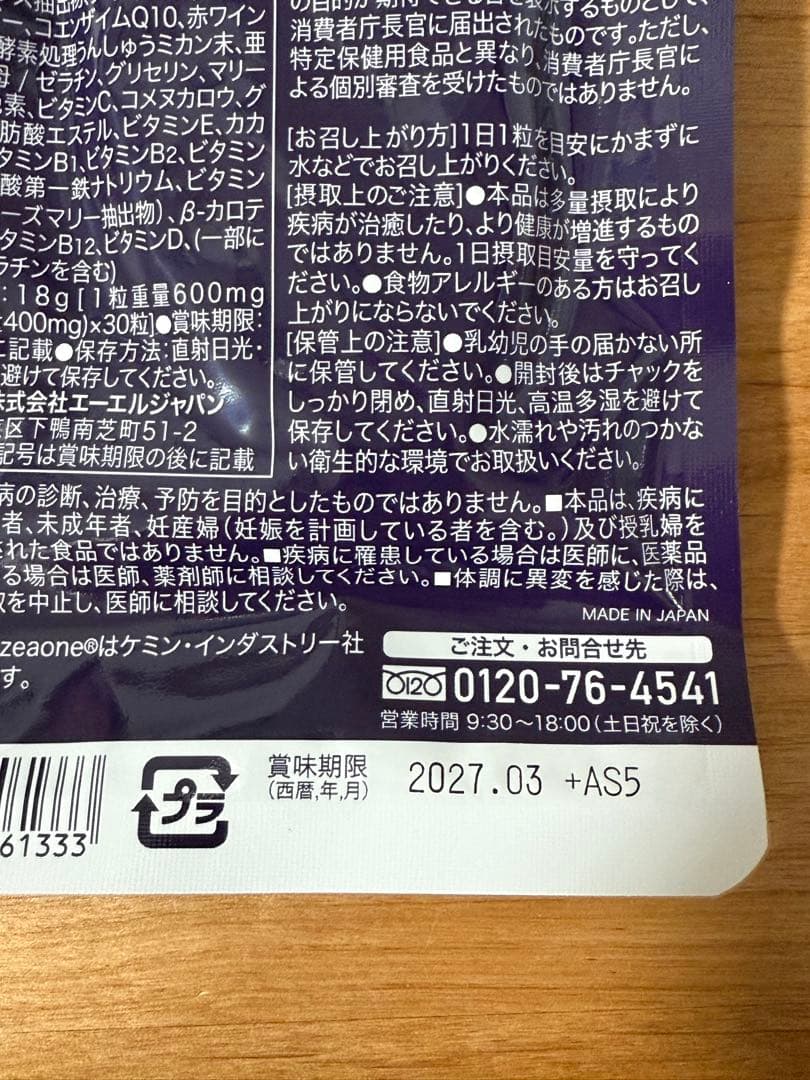 コエンザイムQ10、赤ワイン
酵素処理うんしゅうミカン末、亜
母/ゼラチン、グリセリン、マリー
色素、ビタミンC、コメヌカロウ、グ
肪酸エステル、ビタミンE、カカ
タミンB1、ビタミンB2、ビタミン
酸第一鉄ナトリウム、ビタミン
ーズマリー抽出物)、β-カロテ
タミンB12、ビタミンD、(一部に
ラチンを含む)
:18g[1粒重量600mg
400mg)×30粒]●賞味期限:
に記載●保存方法:直射日光・
避けて保存してください。
株式会社エーエルジャパン
区下鴨南芝町51-2
記号は賞味期限の後に記載
消費者庁長官に届出されたものです。ただし、
特定保健用食品と異なり、消費者庁長官に
よる個別審査を受けたものではありません。
[お召し上がり方]1日1粒を目安にかまずに
水などでお召し上がりください。
[摂取上のご注意]●本品は多量摂取により
疾病が治癒したり、より健康が増進するもの
ではありません。1日摂取目安量を守ってく
ださい。●食物アレルギーのある方はお召し
上がりにならないでください。
[保管上の注意]●乳幼児の手の届かない所
に保管してください。●開封後はチャックを
しっかり閉め、直射日光、高温多湿を避けて
保存してください。●水濡れや汚れのつかな
い衛生的な環境でお取扱いください。
病の診断、治療、予防を目的としたものではありません。■本品は、疾病に
者、未成年者、妊産婦(妊娠を計画している者を含む。)及び授乳婦を
された食品ではありません。■疾病に罹患している場合は医師に、医薬品
る場合は医師、薬剤師に相談してください。■体調に異変を感じた際は、
取を中止し、医師に相談してください。
MADE IN JAPAN
zeaone®はケミン・インダストリー社
す。
ご注文・お問合せ先
0120-76-4541
営業時間 9:30~18:00(土日祝を除く)
61333
プラ
賞味期限
(西暦,年,月)
2027.03 +AS5